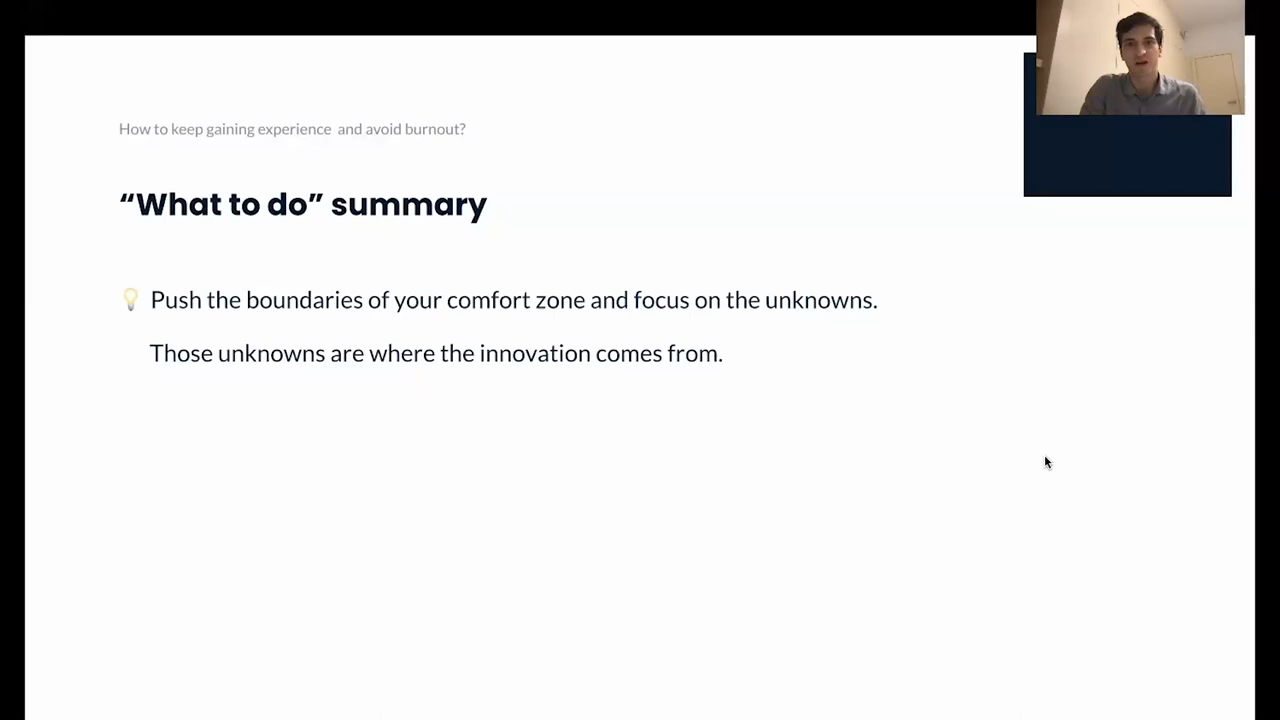 How to keep gaining experience  and avoid burnout?
“What to do” summary
💡 Push the boundaries of your comfort zone and focus on the unknowns.
Those unknowns are where the innovation comes from.